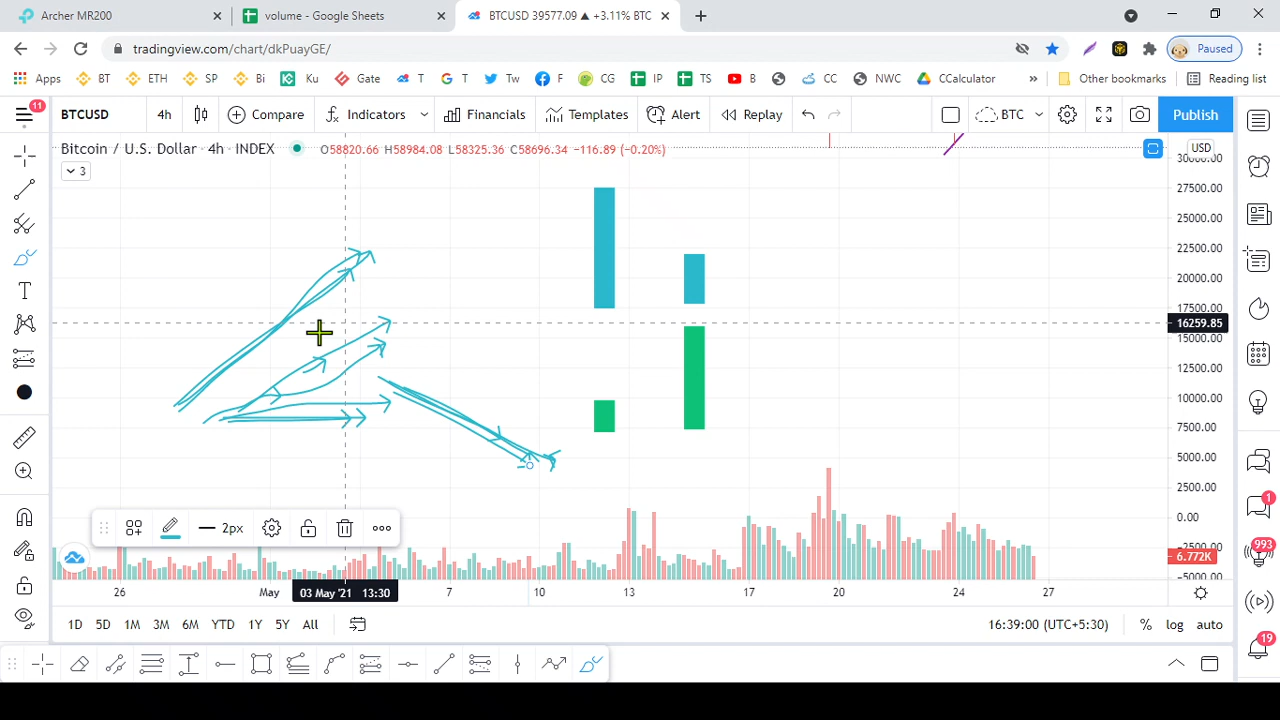 Archer MR200
volume - Google Sheets
BTCUSD 39577.09 ▲ +3.11% BTC
tradingview.com/chart/dkPuayGE/
Paused
Apps BT ETH SP Bi Ku Gate T T Tw F CG IP TS B CC NWC CCalculator » Other bookmarks Reading list
11
BTCUSD 4h Compare Indicators Financials Templates Alert Replay BTC Publish
Bitcoin / U.S. Dollar · 4h · INDEX O58820.66 H58984.08 L58325.36 C58696.34 −116.89 (−0.20%)
USD
3
30000.00
27500.00
25000.00
22500.00
20000.00
17500.00
16259.85
15000.00
12500.00
10000.00
7500.00
5000.00
2500.00
0.00
−2500.00
6.772K
−5000.00
2px
1
993
19
26 May 03 May '21 13:30 7 10 13 17 20 24 27
1D 5D 1M 3M 6M YTD 1Y 5Y All 16:39:00 (UTC+5:30) % log auto